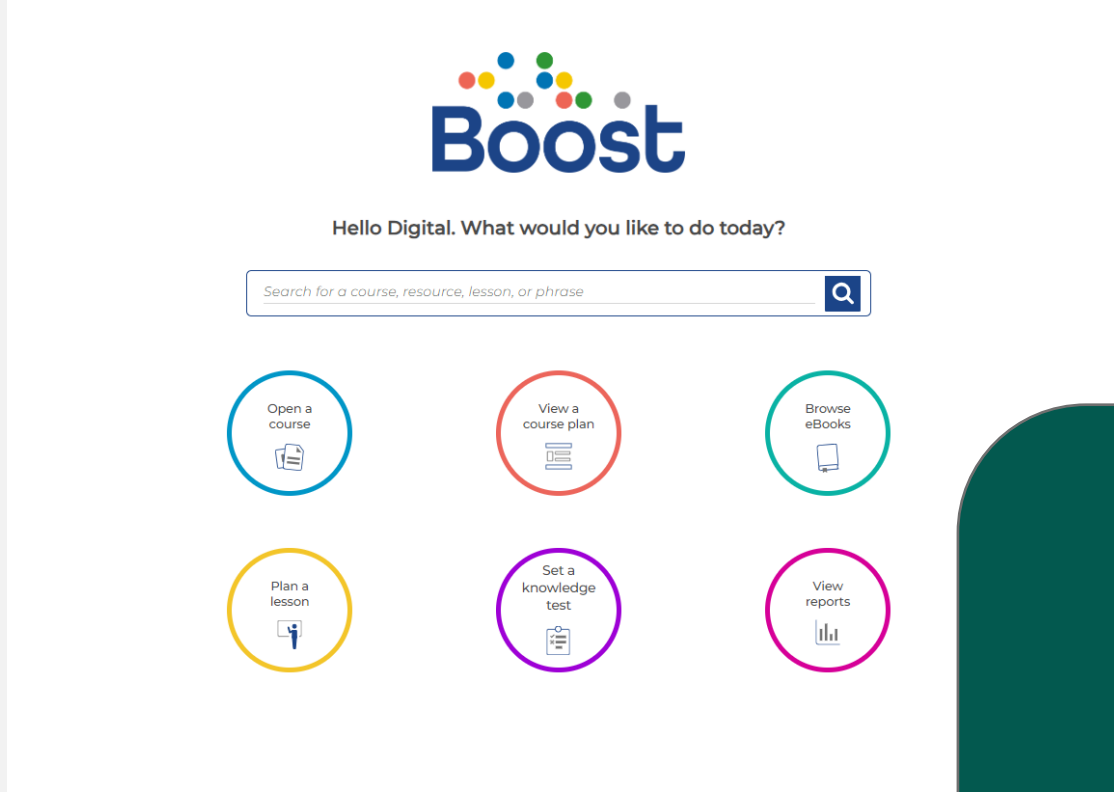 Boost
Hello Digital. What would you like to do today?
Search for a course, resource, lesson, or phrase
Open a
course
View a
course plan
Browse
eBooks
Plan a
lesson
Set a
knowledge
test
View
reports